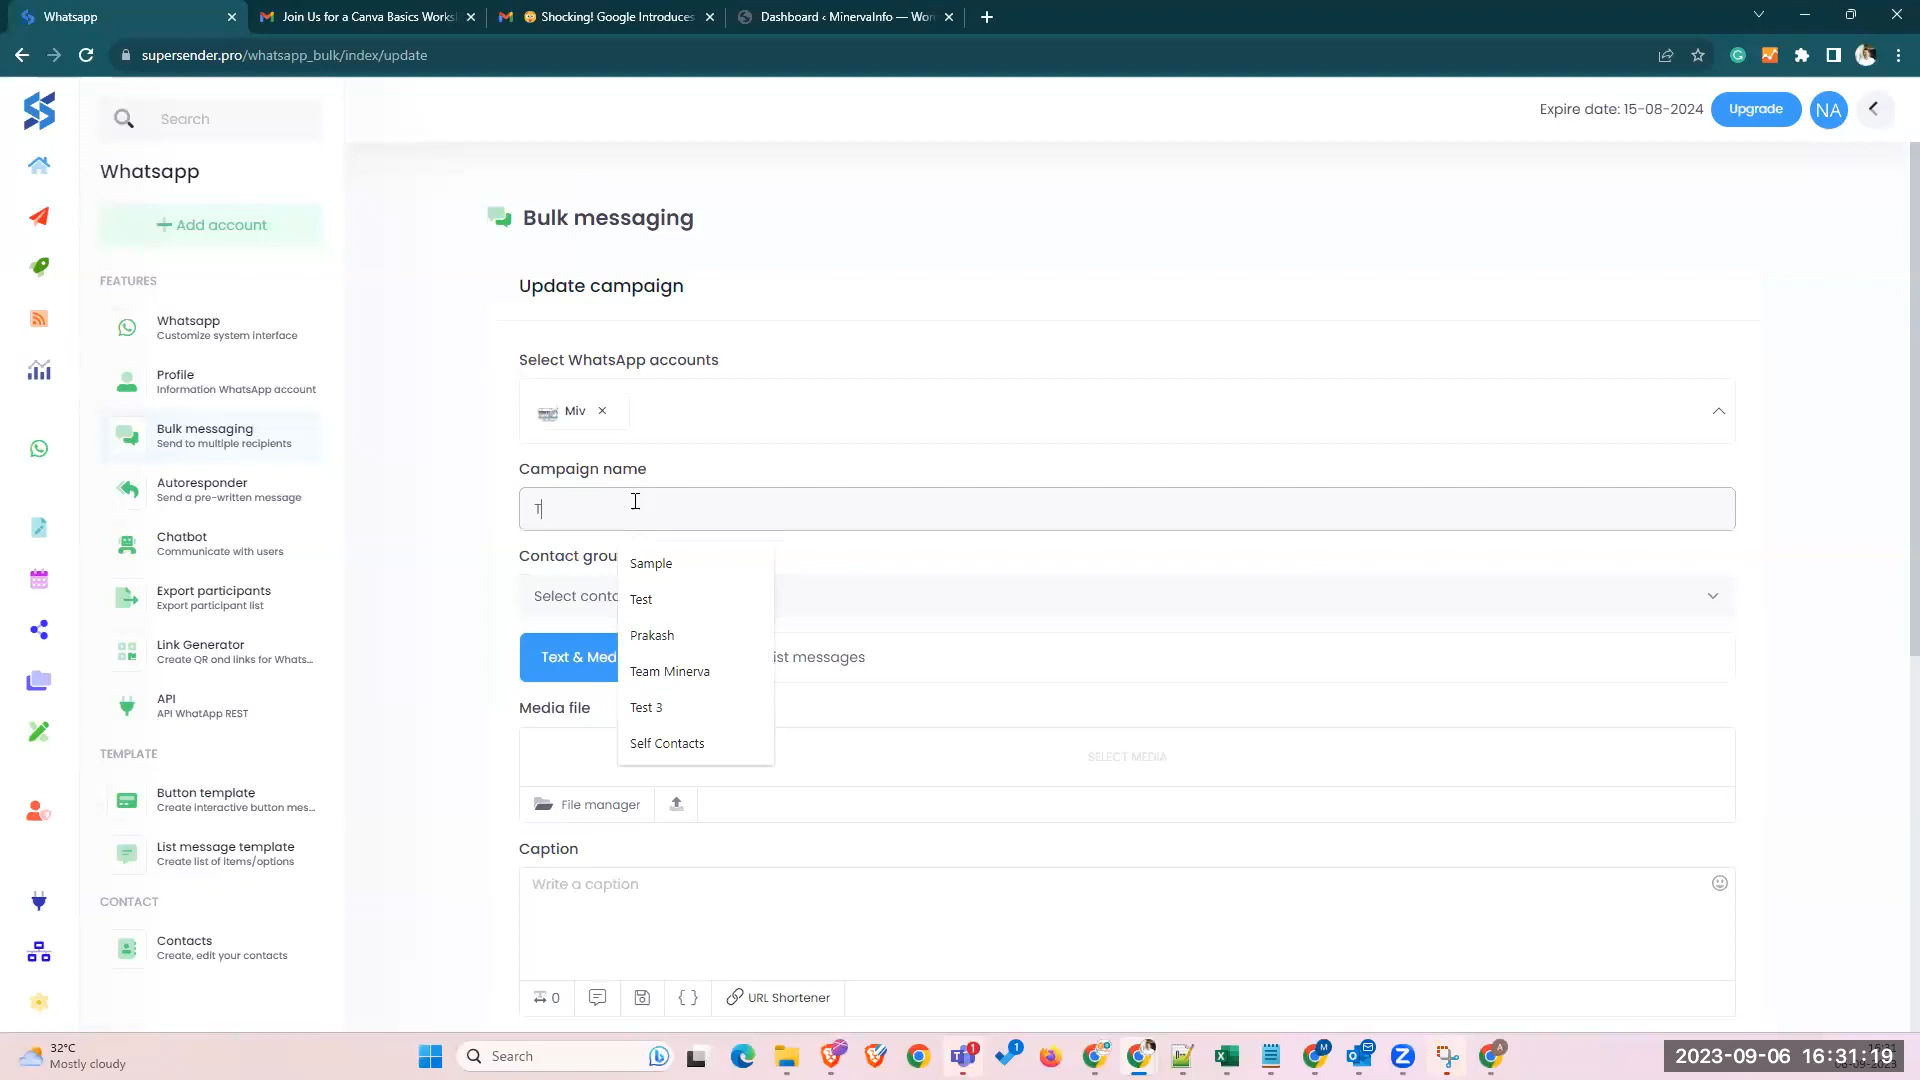 Whatsapp
Join Us for a Canva Basics Works
Shocking! Google Introduces
Dashboard ‹ MinervaInfo — Wor
supersender.pro/whatsapp_bulk/index/update
Search
Expire date: 15-08-2024
Upgrade
NA
Whatsapp
Add account
FEATURES
Whatsapp
Customize system interface
Profile
Information WhatsApp account
Bulk messaging
Send to multiple recipients
Autoresponder
Send a pre-written message
Chatbot
Communicate with users
Export participants
Export participant list
Link Generator
Create QR ond links for Whats...
API
API WhatApp REST
TEMPLATE
Button template
Create interactive button mes...
List message template
Create list of items/options
CONTACT
Contacts
Create, edit your contacts
Bulk messaging
Update campaign
Select WhatsApp accounts
Miv
Campaign name
T
Contact grou
Select conta
Sample
Test
Prakash
Team Minerva
Test 3
Self Contacts
Text & Med
ist messages
Media file
SELECT MEDIA
File manager
Caption
Write a caption
0
{ }
URL Shortener
32°C
Mostly cloudy
Search
1
1
M
A
2023-09-06 16:31:19